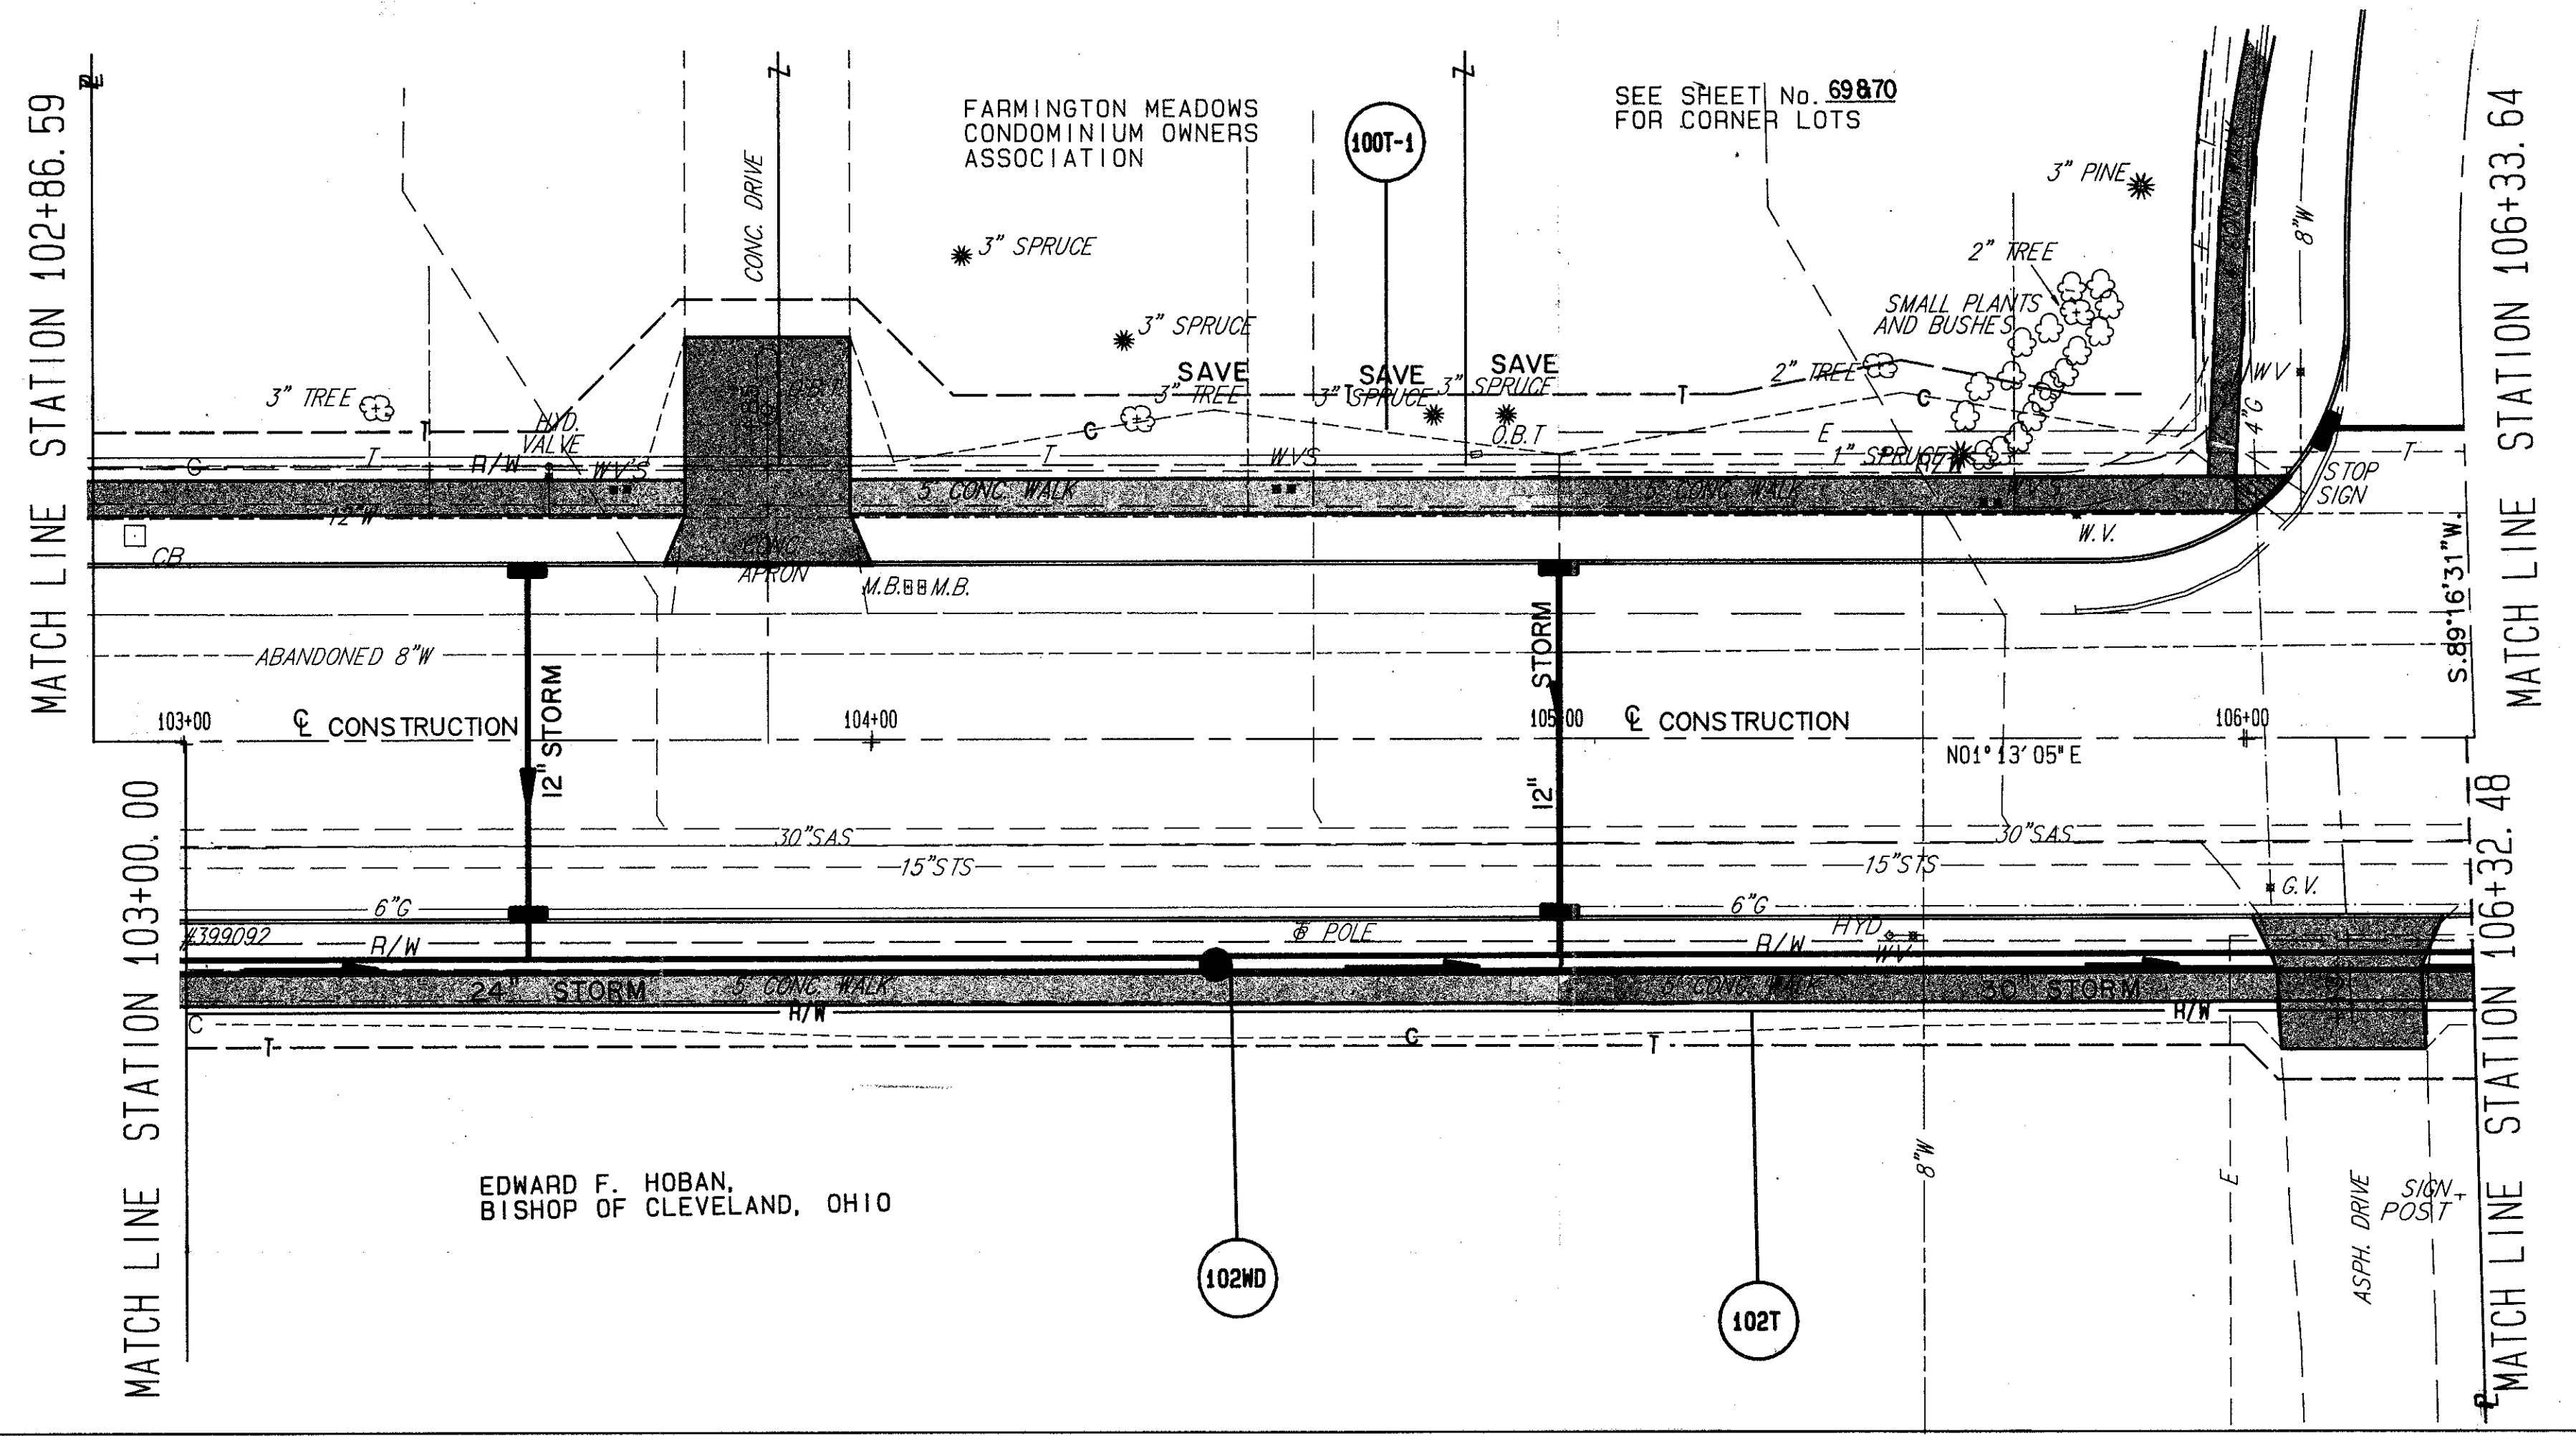 MATCH LINE STATION 102+86.59
FARMINGTON MEADOWS
CONDOMINIUM OWNERS
ASSOCIATION
100T-1
SEE SHEET No. 69&70
FOR CORNER LOTS
MATCH LINE STATION 106+33.64
CONC. DRIVE
3" SPRUCE
3" SPRUCE
3" PINE
2" TREE
SMALL PLANTS
AND BUSHES
8"W
3" TREE
HYD.
VALVE
SAVE
3" TREE
SAVE
3" SPRUCE
SAVE
3" SPRUCE
O.B.T
2" TREE
1" SPRUCE
WV
4"G
STOP
SIGN
G
T
T
R/W
WV'S
C
T
T
WVS
T
E
C
T
5' CONC. WALK
5' CONC. WALK
WV'S
12"W
CB
CONC.
APRON
M.B.
M.B.
W.V.
S.89°16'31"W.
ABANDONED 8"W
12" STORM
12" STORM
103+00
℄ CONSTRUCTION
104+00
105+00
℄ CONSTRUCTION
106+00
N01°13'05"E
MATCH LINE STATION 103+00.00
MATCH LINE STATION 106+32.48
30"SAS
30"SAS
15"STS
15"STS
G.V.
6"G
6"G
#399092
R/W
POLE
R/W
HYD
WV
24" STORM
5' CONC. WALK
5' CONC. WALK
30" STORM
R/W
R/W
C
T
C
T
EDWARD F. HOBAN,
BISHOP OF CLEVELAND, OHIO
102WD
102T
8"W
E
ASPH. DRIVE
SIGN
POST